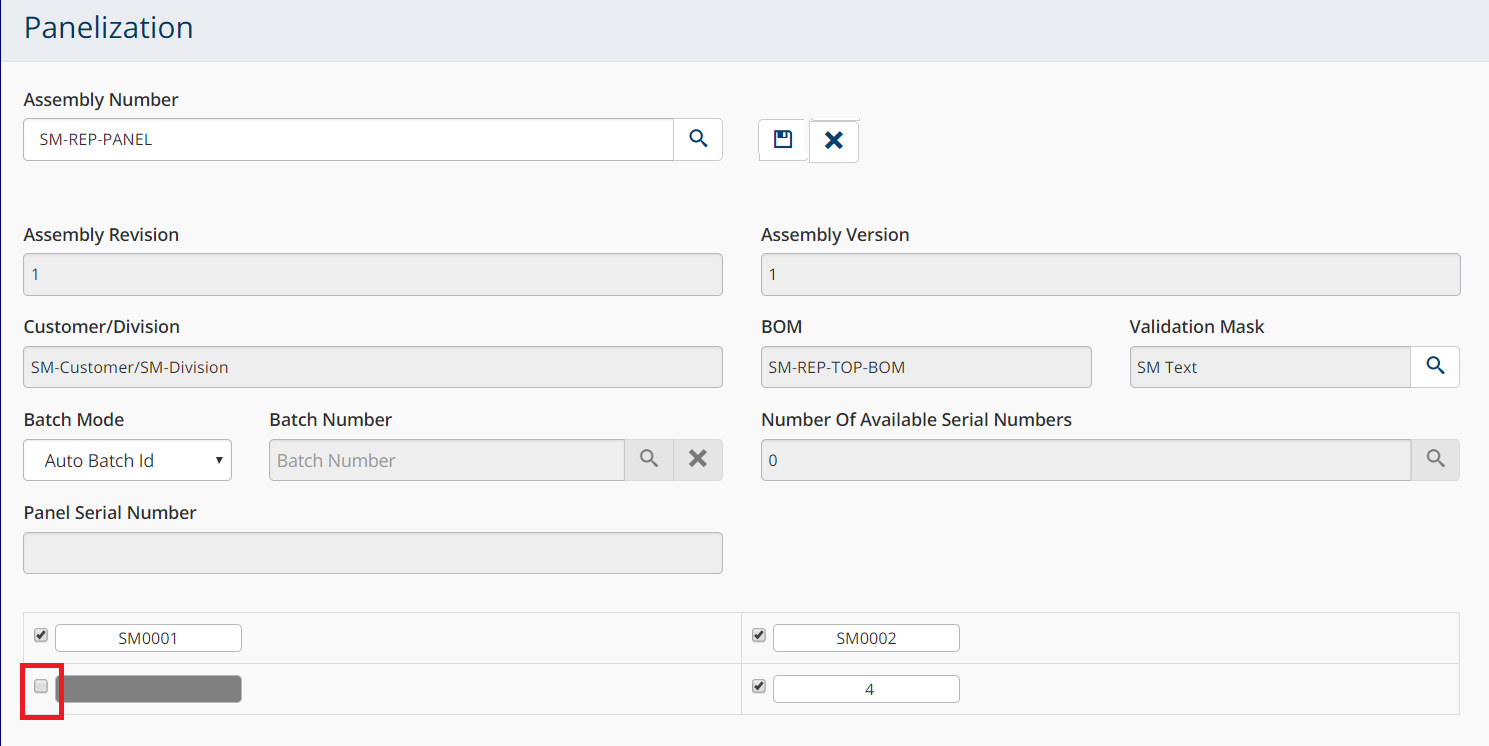 Panelization
Assembly Number
SM-REP-PANEL
Assembly Revision
Assembly Version
1
1
Customer/Division
BOM
Validation Mask
SM-Customer/SM-Division
SM-REP-TOP-BOM
SM Text
Batch Mode
Batch Number
Number Of Available Serial Numbers
Auto Batch Id
Batch Number
0
Panel Serial Number
SM0001
SM0002
4